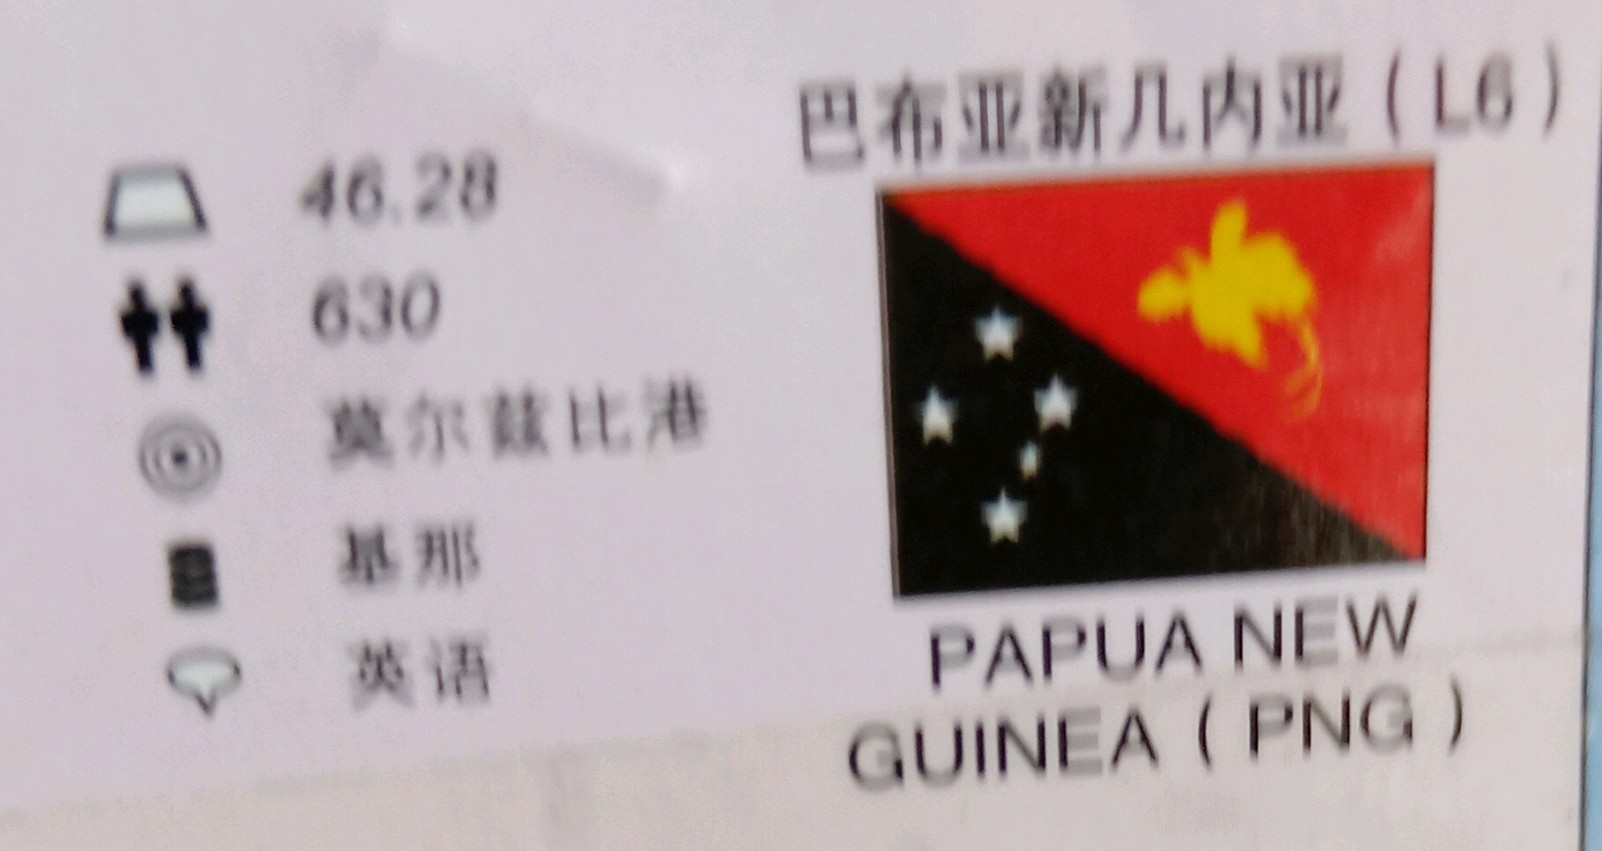 巴布亚新几内亚（L6）
46.28
630
莫尔兹比港
基那
英语
PAPUA NEW
GUINEA（PNG）